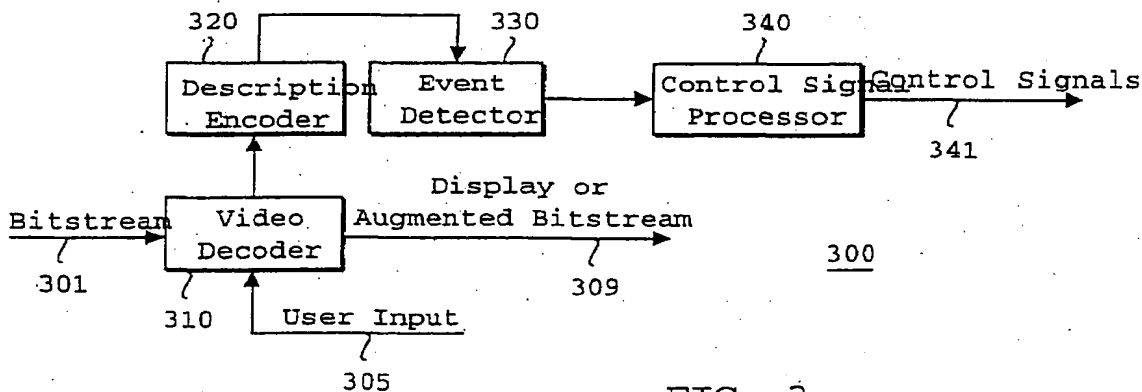 320
330
340
Description
Encoder
Event
Detector
Control Signal
Processor
Control Signals
341
Bitstream
301
Video
Decoder
310
Display or
Augmented Bitstream
309
300
User Input
305